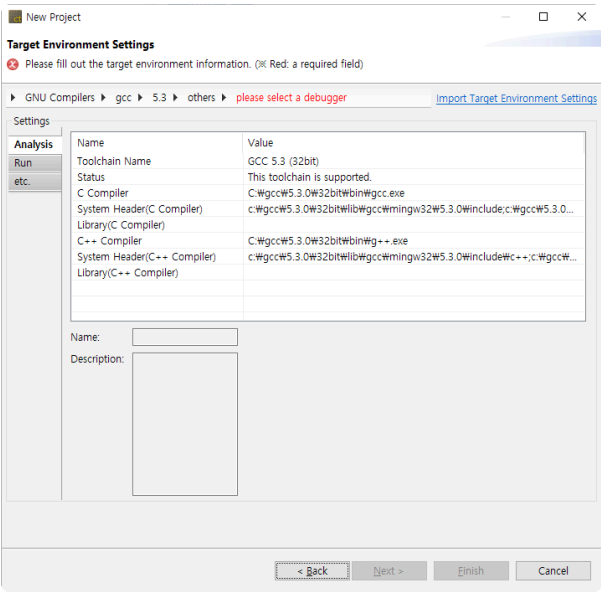 New Project
Target Environment Settings
Please fill out the target environment information. (※ Red: a required field)
GNU Compilers gcc 5.3 others please select a debugger Import Target Environment Settings
Settings
Analysis
Run
etc.
Name Value
Toolchain Name GCC 5.3 (32bit)
Status This toolchain is supported.
C Compiler C:₩gcc₩5.3.0₩32bit₩bin₩gcc.exe
System Header(C Compiler) c:₩gcc₩5.3.0₩32bit₩lib₩gcc₩mingw32₩5.3.0₩include;c:₩gcc₩5.3.0...
Library(C Compiler)
C++ Compiler C:₩gcc₩5.3.0₩32bit₩bin₩g++.exe
System Header(C++ Compiler) c:₩gcc₩5.3.0₩32bit₩lib₩gcc₩mingw32₩5.3.0₩include₩c++;c:₩gcc₩...
Library(C++ Compiler)
Name:
Description:
< Back Next > Finish Cancel